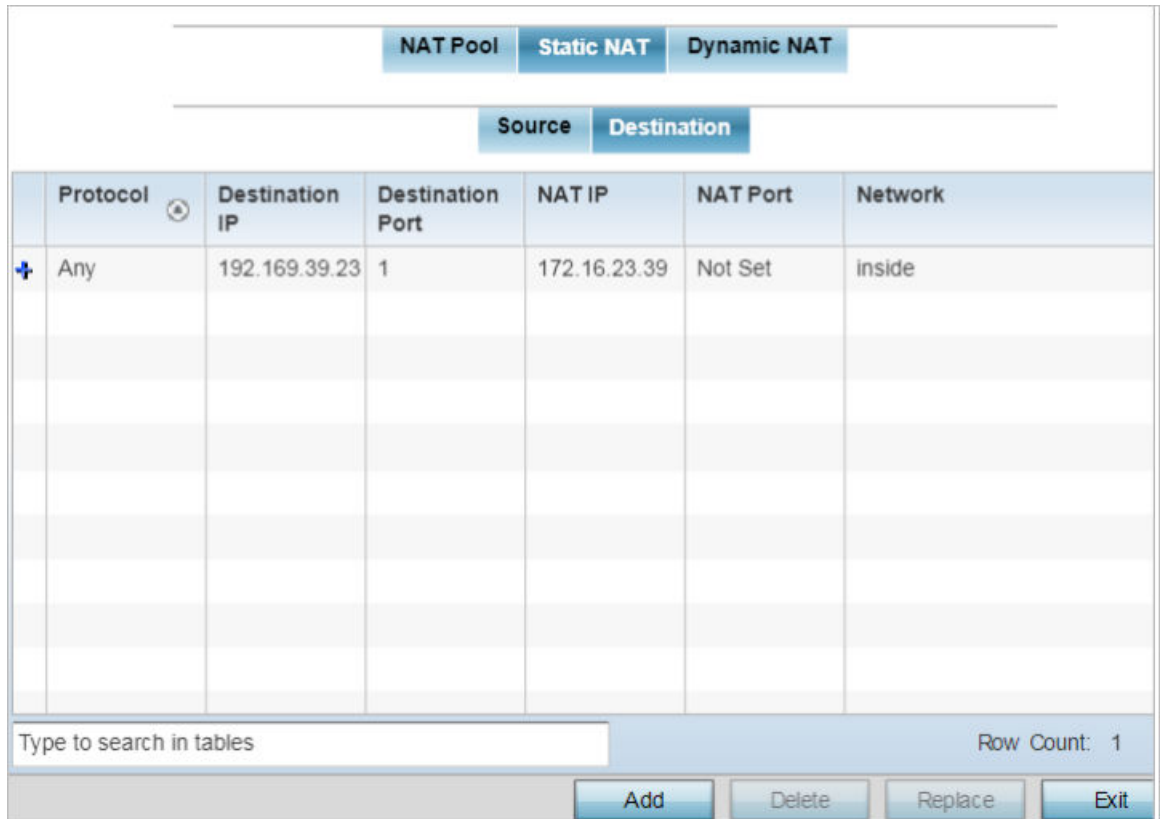 NAT Pool Static NAT Dynamic NAT
Source Destination
Protocol Destination IP Destination Port NAT IP NAT Port Network
Any 192.169.39.23 1 172.16.23.39 Not Set inside
Type to search in tables Row Count: 1
Add Delete Replace Exit